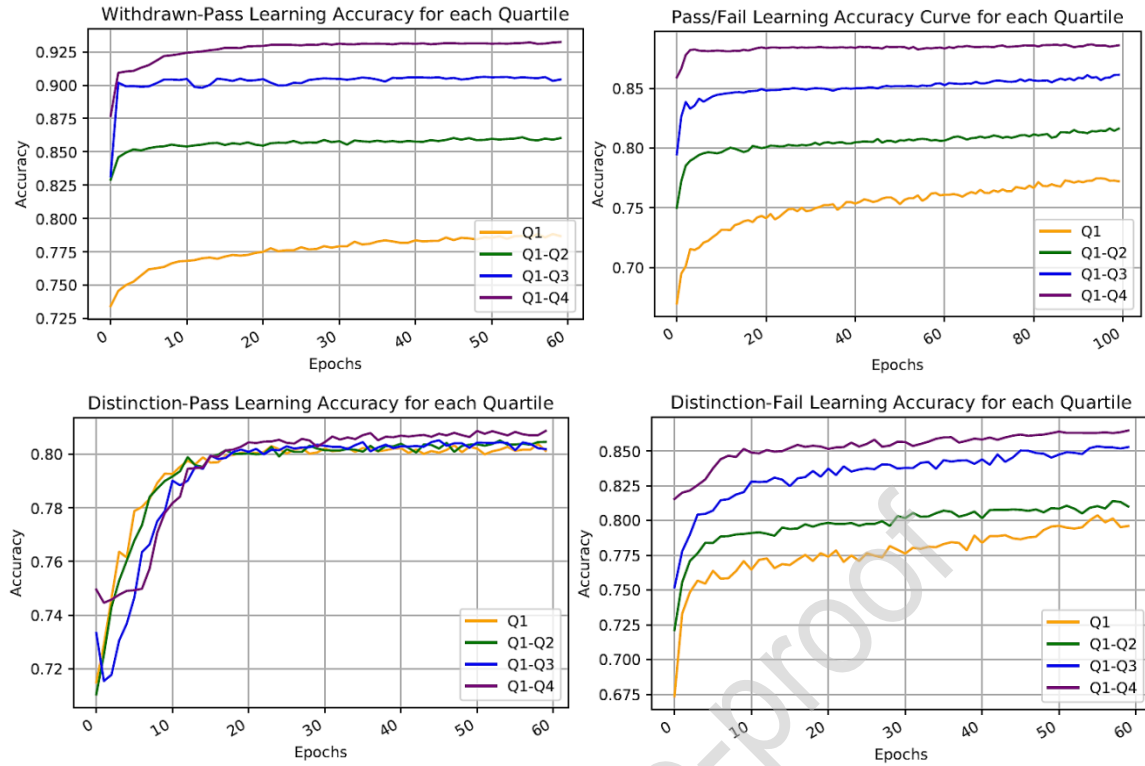 Withdrawn-Pass Learning Accuracy for each Quartile
0.925
0.900
0.875
0.850
0.825
0.800
0.775
0.750
0.725
Accuracy
Q1
Q1-Q2
Q1-Q3
Q1-Q4
0
10
20
30
40
50
60
Epochs
Pass/Fail Learning Accuracy Curve for each Quartile
0.85
0.80
0.75
0.70
Accuracy
Q1
Q1-Q2
Q1-Q3
Q1-Q4
0
20
40
60
80
100
Epochs
Distinction-Pass Learning Accuracy for each Quartile
0.80
0.78
0.76
0.74
0.72
Accuracy
Q1
Q1-Q2
Q1-Q3
Q1-Q4
0
10
20
30
40
50
60
Epochs
Distinction-Fail Learning Accuracy for each Quartile
0.850
0.825
0.800
0.775
0.750
0.725
0.700
0.675
Accuracy
Q1
Q1-Q2
Q1-Q3
Q1-Q4
0
10
20
30
40
50
60
Epochs
-proof